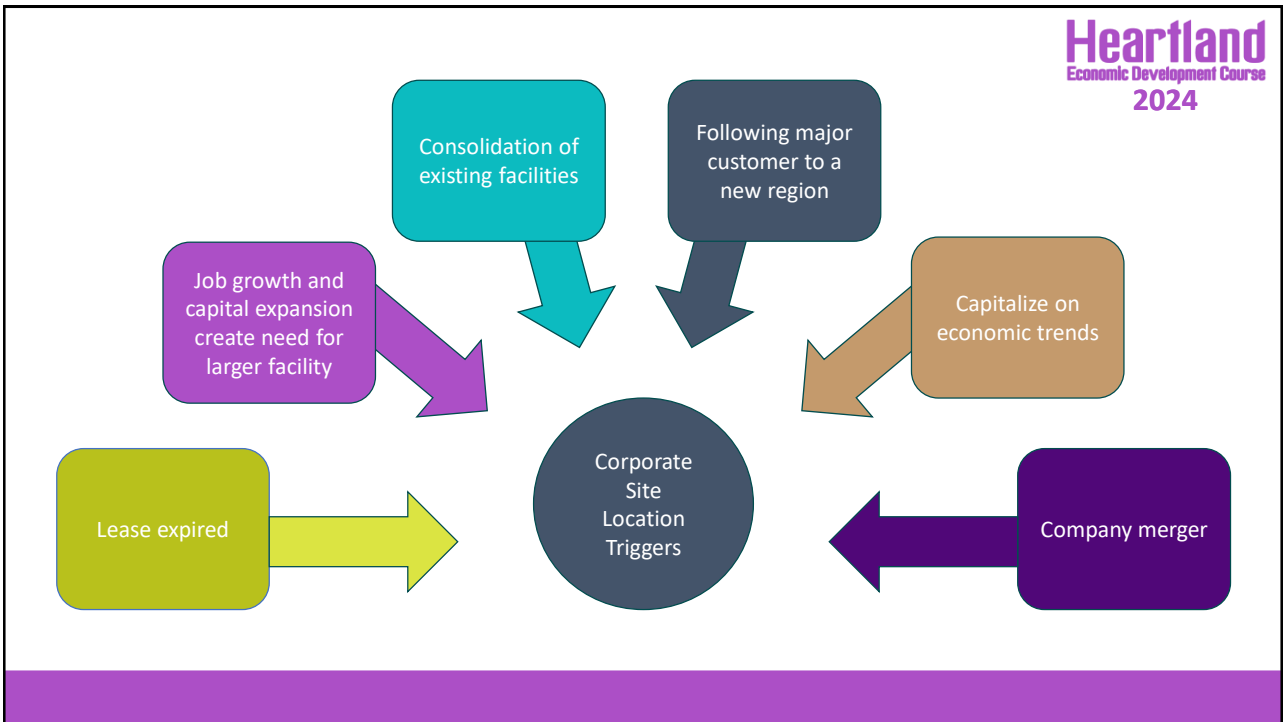 Heartland
Economic Development Course
2024
Consolidation of
existing facilities
Following major
customer to a
new region
Job growth and
capital expansion
create need for
larger facility
Capitalize on
economic trends
Lease expired
Corporate
Site
Location
Triggers
Company merger